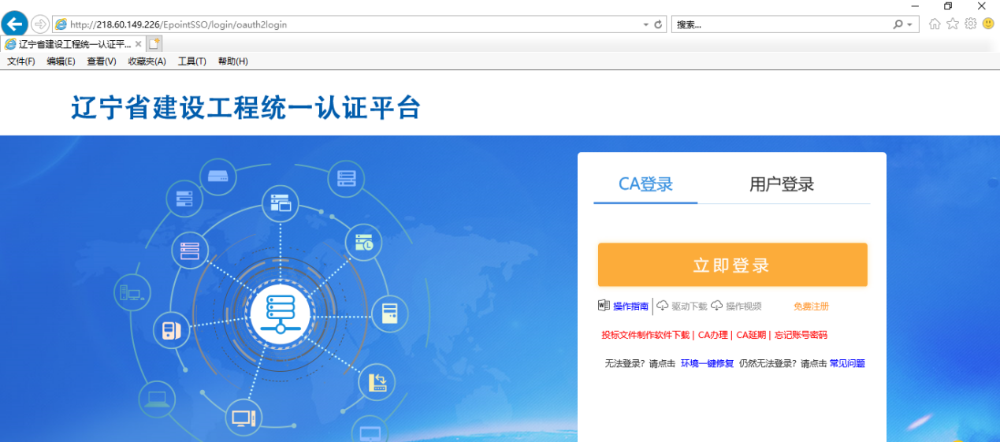 http://218.60.149.226/EpointSSO/login/oauth2login
搜索...
辽宁省建设工程统一认证平...
文件(F) 编辑(E) 查看(V) 收藏夹(A) 工具(T) 帮助(H)
辽宁省建设工程统一认证平台
CA登录 用户登录
立即登录
操作指南 驱动下载 操作视频 免费注册
投标文件制作软件下载 | CA办理 | CA延期 | 忘记账号密码
无法登录？请点击 环境一键修复 仍然无法登录？请点击 常见问题